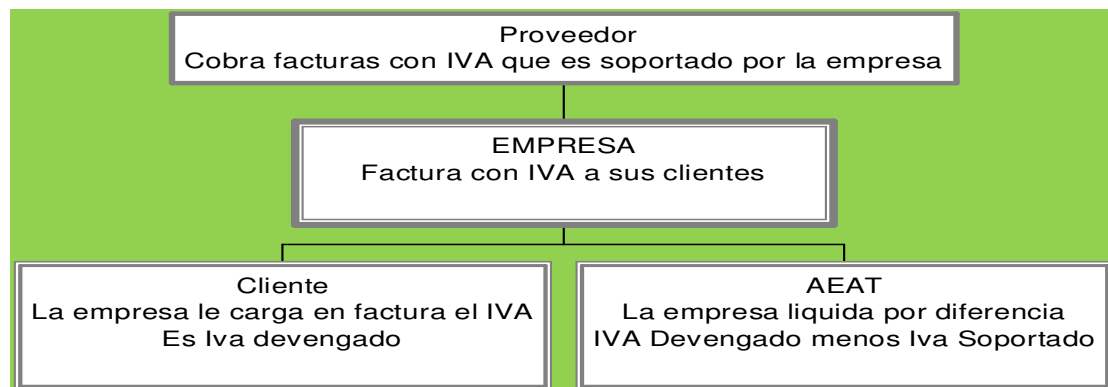 Proveedor
Cobra facturas con IVA que es soportado por la empresa
EMPRESA
Factura con IVA a sus clientes
Cliente
La empresa le carga en factura el IVA
Es Iva devengado
AEAT
La empresa liquida por diferencia
IVA Devengado menos Iva Soportado